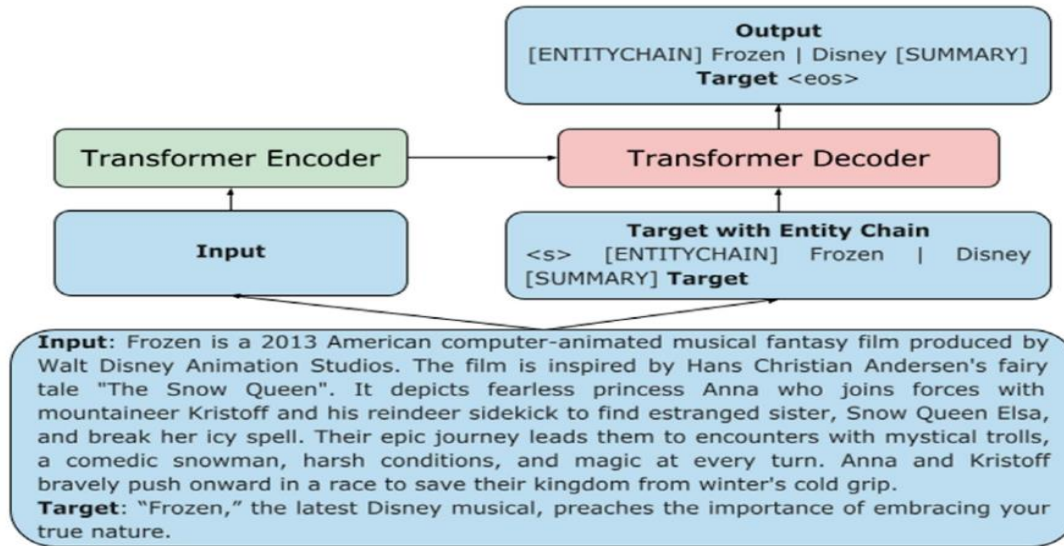 Output
[ENTITYCHAIN] Frozen | Disney [SUMMARY]
Target <eos>
Transformer Encoder
Transformer Decoder
Input
Target with Entity Chain
<s> [ENTITYCHAIN] Frozen | Disney
[SUMMARY] Target
Input: Frozen is a 2013 American computer-animated musical fantasy film produced by
Walt Disney Animation Studios. The film is inspired by Hans Christian Andersen's fairy
tale "The Snow Queen". It depicts fearless princess Anna who joins forces with
mountaineer Kristoff and his reindeer sidekick to find estranged sister, Snow Queen Elsa,
and break her icy spell. Their epic journey leads them to encounters with mystical trolls,
a comedic snowman, harsh conditions, and magic at every turn. Anna and Kristoff
bravely push onward in a race to save their kingdom from winter's cold grip.
Target: “Frozen,” the latest Disney musical, preaches the importance of embracing your
true nature.